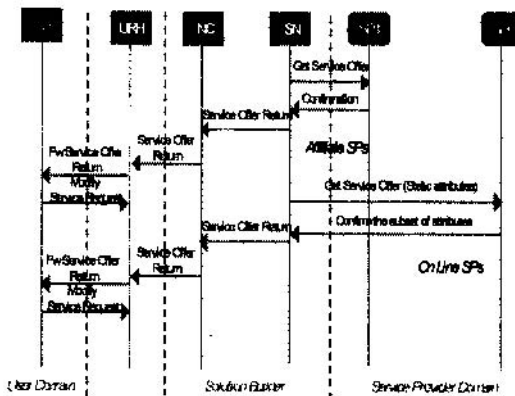 URH
NC
SN
Get Service Offer
Confirmation
Service Offer Return
Service Offer
Return
Affiliate SPs
Fw Service Offer
Return
Modify
Service Request
Get Service Offer (Static attributes)
Confirm the subset of attributes
Service Offer Return
On Line SPs
Service Offer
Return
Fw Service Offer
Return
Modify
Service Request
User Domain
Solution Builder
Service Provider Domain